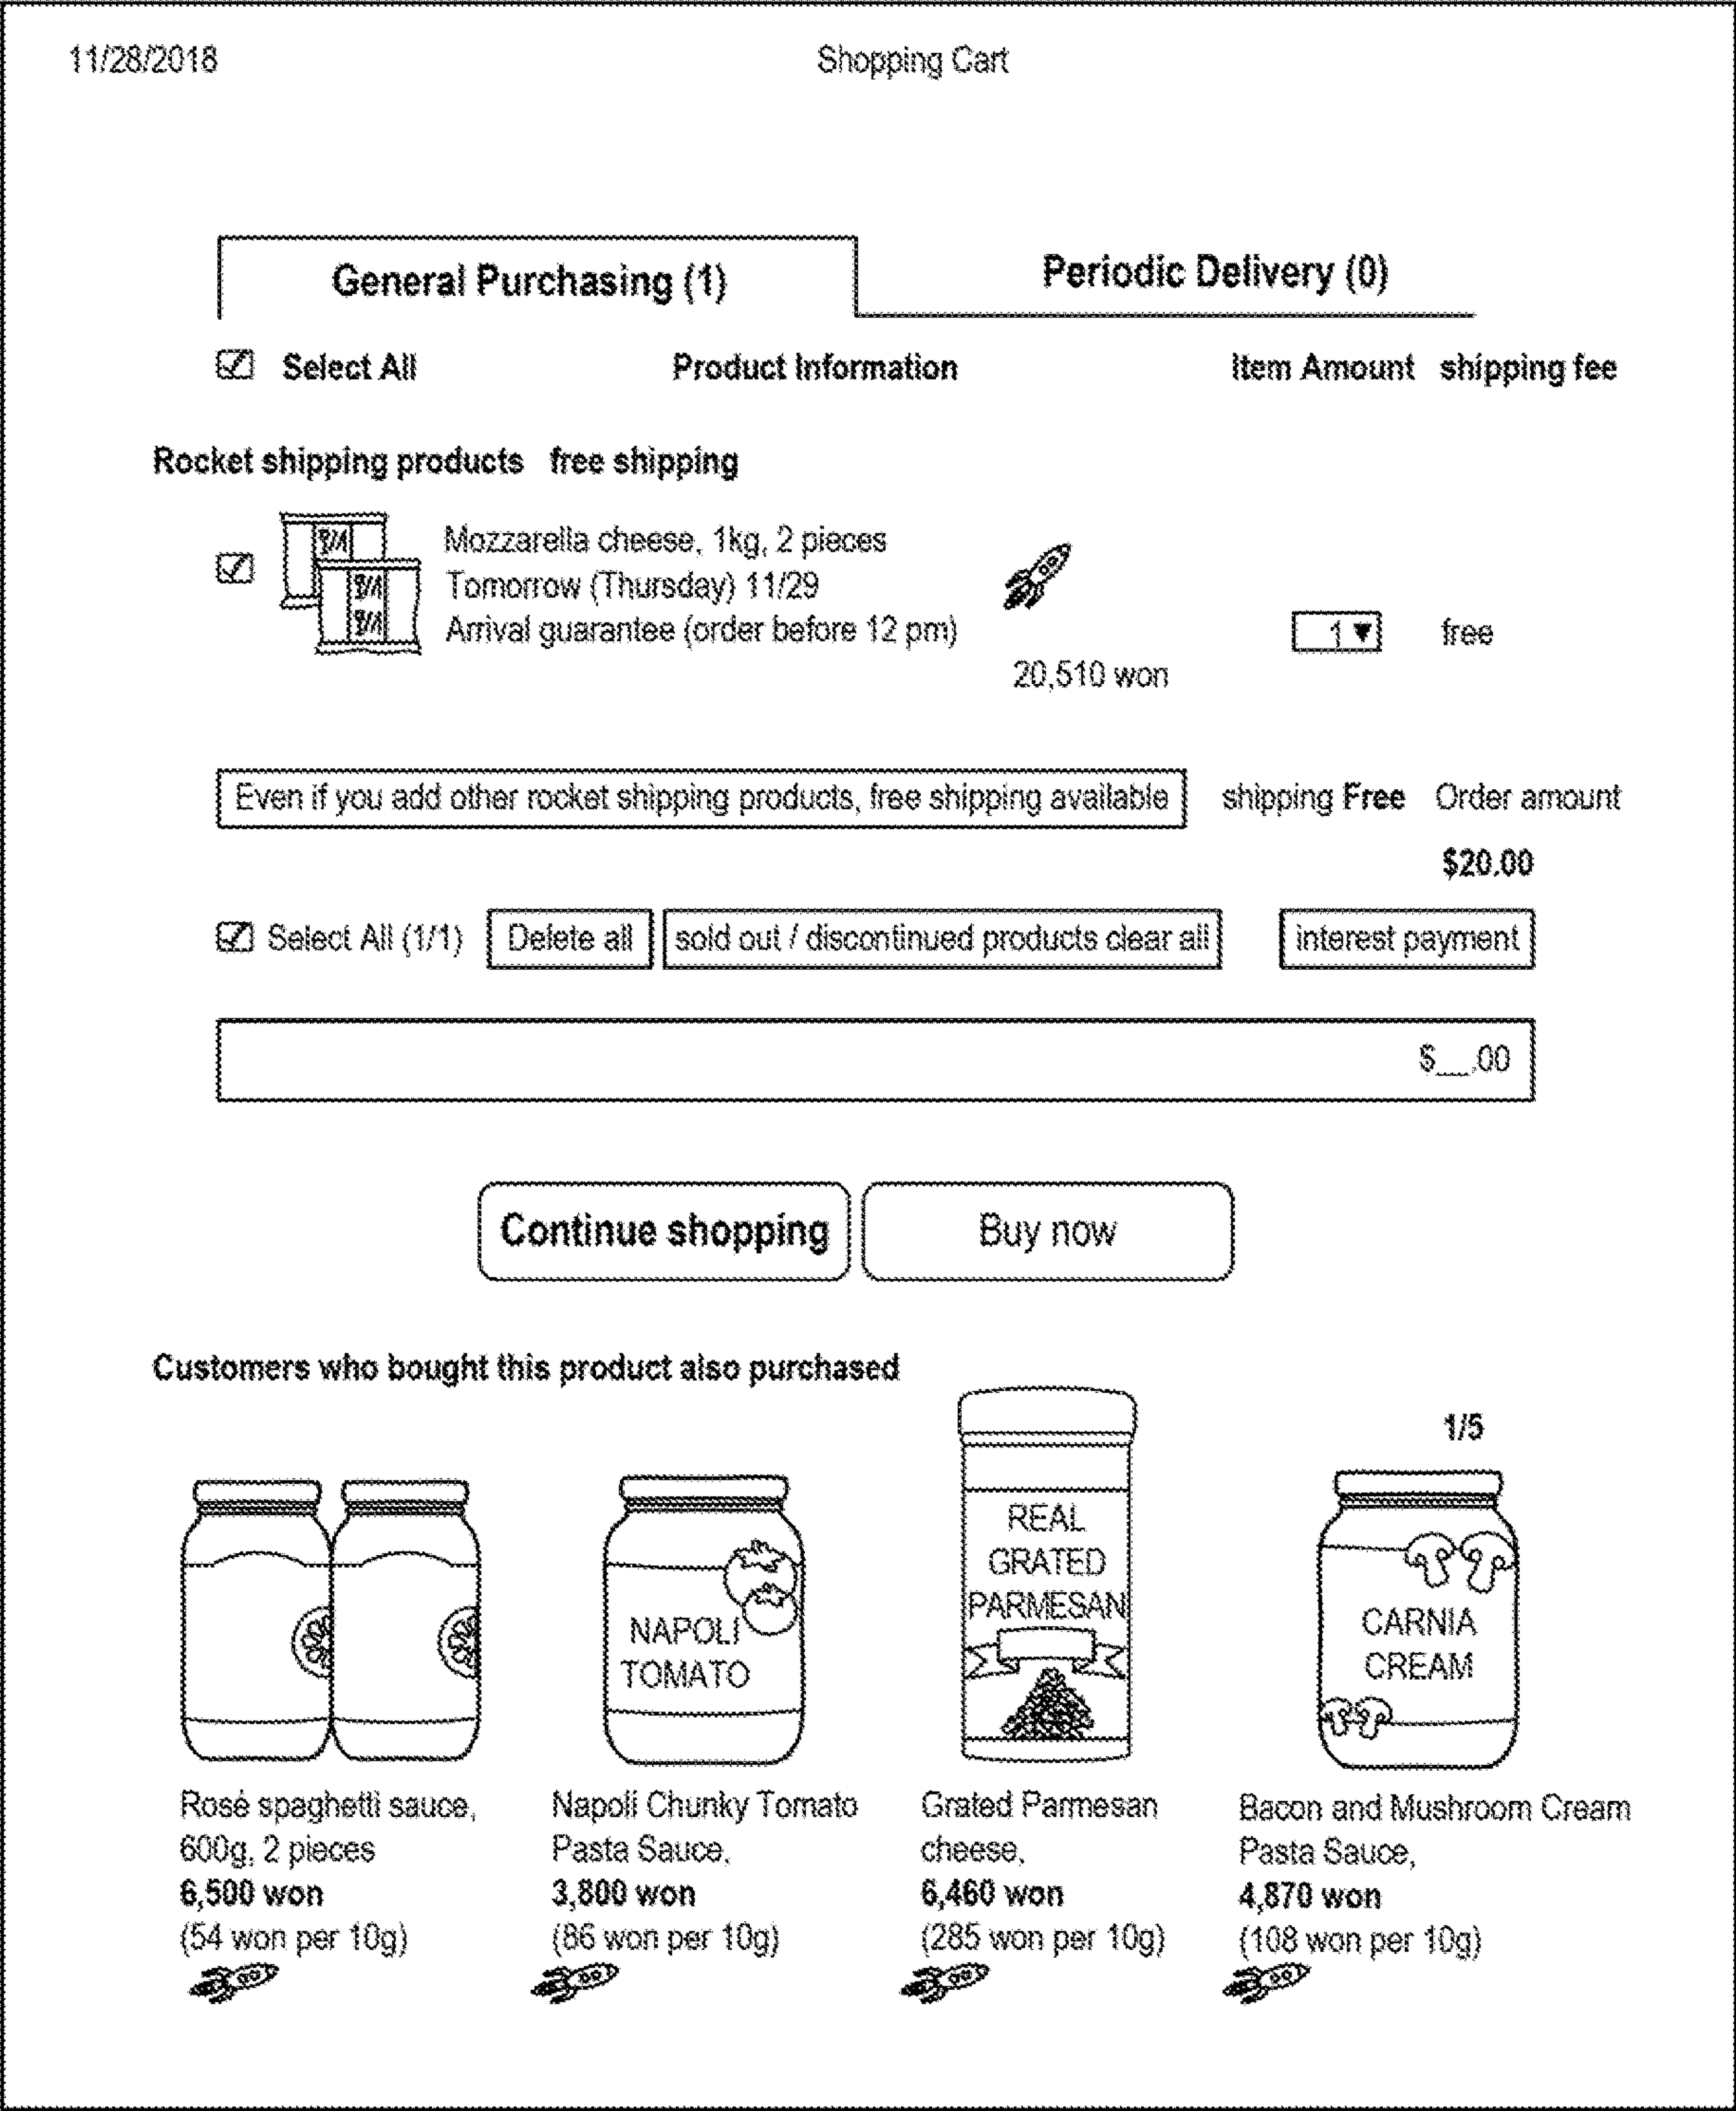 11/28/2018 Shopping Cart
General Purchasing (1) Periodic Delivery (0)
Select All Product Information Item Amount shipping fee
Rocket shipping products free shipping
Mozzarella cheese, 1kg, 2 pieces
Tomorrow (Thursday) 11/29
Arrival guarantee (order before 12 pm)
1▼ free
20,510 won
Even if you add other rocket shipping products, free shipping available shipping Free Order amount
$20.00
Select All (1/1) Delete all sold out / discontinued products clear all interest payment
$__.00
Continue shopping Buy now
Customers who bought this product also purchased
1/5
REAL
GRATED
PARMESAN
NAPOLI
TOMATO
CARNIA
CREAM
Rosé spaghetti sauce,
600g, 2 pieces
6,500 won
(54 won per 10g)
Napoli Chunky Tomato
Pasta Sauce,
3,800 won
(86 won per 10g)
Grated Parmesan
cheese,
6,460 won
(285 won per 10g)
Bacon and Mushroom Cream
Pasta Sauce,
4,870 won
(108 won per 10g)